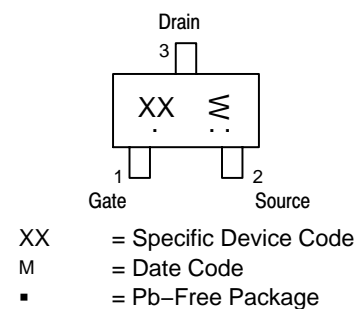 Drain
3
XX M
1
2
Gate
Source
XX = Specific Device Code
M = Date Code
▪ = Pb−Free Package